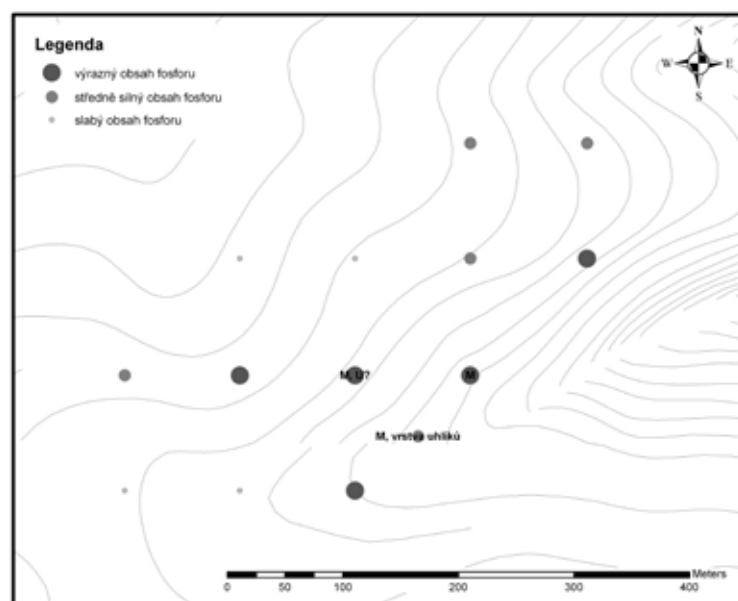 Legenda
výrazný obsah fosforu
středně silný obsah fosforu
slabý obsah fosforu
N
W E
S
M, U?
M
M, vrstva uhlíků
0 50 100 200 300 400
Meters